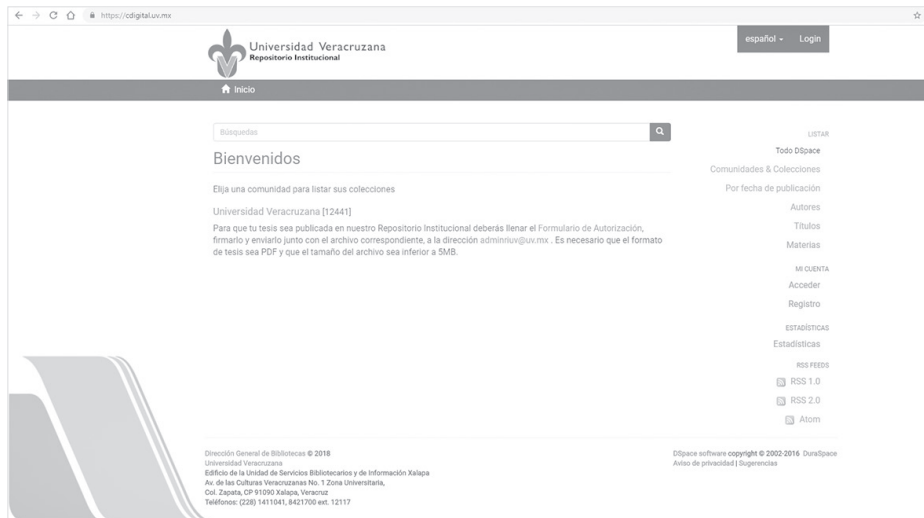 https://cdigital.uv.mx
Universidad Veracruzana
Repositorio Institucional
español
Login
Inicio
Búsquedas
Bienvenidos
Elija una comunidad para listar sus colecciones
Universidad Veracruzana [12441]
Para que tu tesis sea publicada en nuestro Repositorio Institucional deberás llenar el Formulario de Autorización,
firmarlo y enviarlo junto con el archivo correspondiente, a la dirección adminriuv@uv.mx . Es necesario que el formato
de tesis sea PDF y que el tamaño del archivo sea inferior a 5MB.
LISTAR
Todo DSpace
Comunidades & Colecciones
Por fecha de publicación
Autores
Títulos
Materias
MI CUENTA
Acceder
Registro
ESTADÍSTICAS
Estadísticas
RSS FEEDS
RSS 1.0
RSS 2.0
Atom
Dirección General de Bibliotecas © 2018
Universidad Veracruzana
Edificio de la Unidad de Servicios Bibliotecarios y de Información Xalapa
Av. de las Culturas Veracruzanas No. 1 Zona Universitaria,
Col. Zapata, CP 91090 Xalapa, Veracruz
Teléfonos: (228) 1411041, 8421700 ext. 12117
DSpace software copyright © 2002-2016 DuraSpace
Aviso de privacidad | Sugerencias